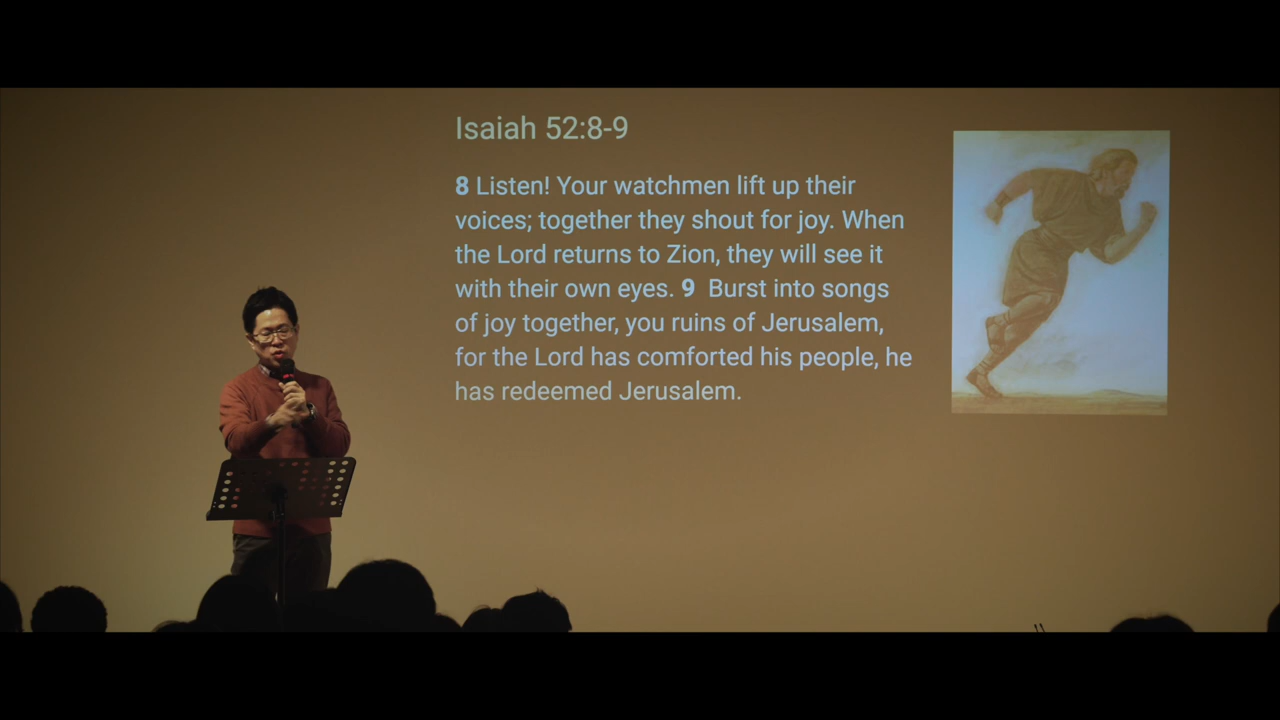 Isaiah 52:8-9
8 Listen! Your watchmen lift up their
voices; together they shout for joy. When
the Lord returns to Zion, they will see it
with their own eyes. 9 Burst into songs
of joy together, you ruins of Jerusalem,
for the Lord has comforted his people, he
has redeemed Jerusalem.